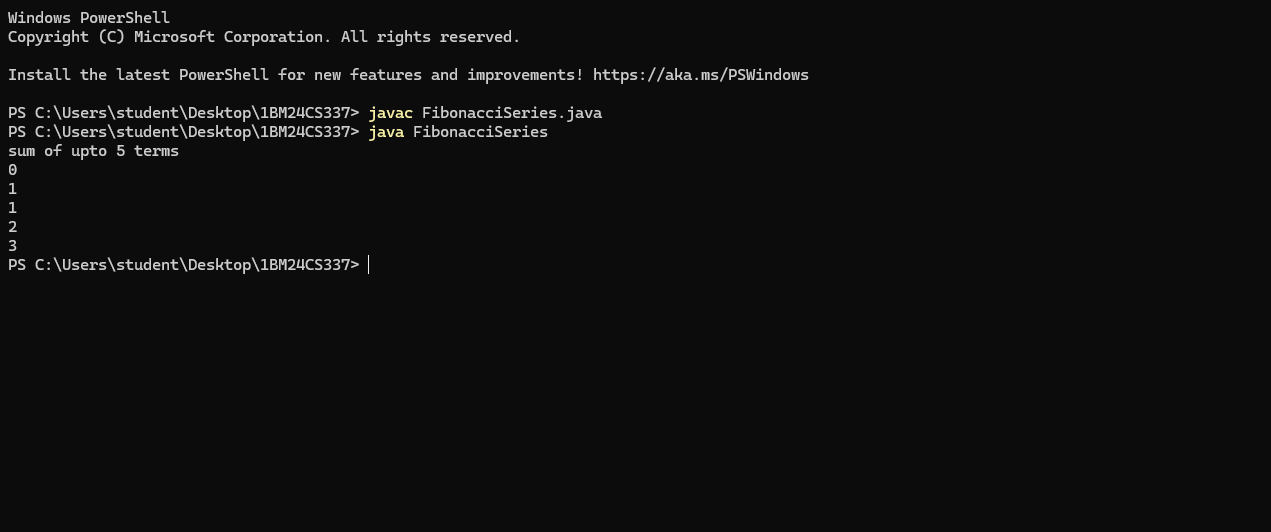 Windows PowerShell
Copyright (C) Microsoft Corporation. All rights reserved.
Install the latest PowerShell for new features and improvements! https://aka.ms/PSWindows
PS C:\Users\student\Desktop\1BM24CS337> javac FibonacciSeries.java
PS C:\Users\student\Desktop\1BM24CS337> java FibonacciSeries
sum of upto 5 terms
0
1
1
2
3
PS C:\Users\student\Desktop\1BM24CS337>